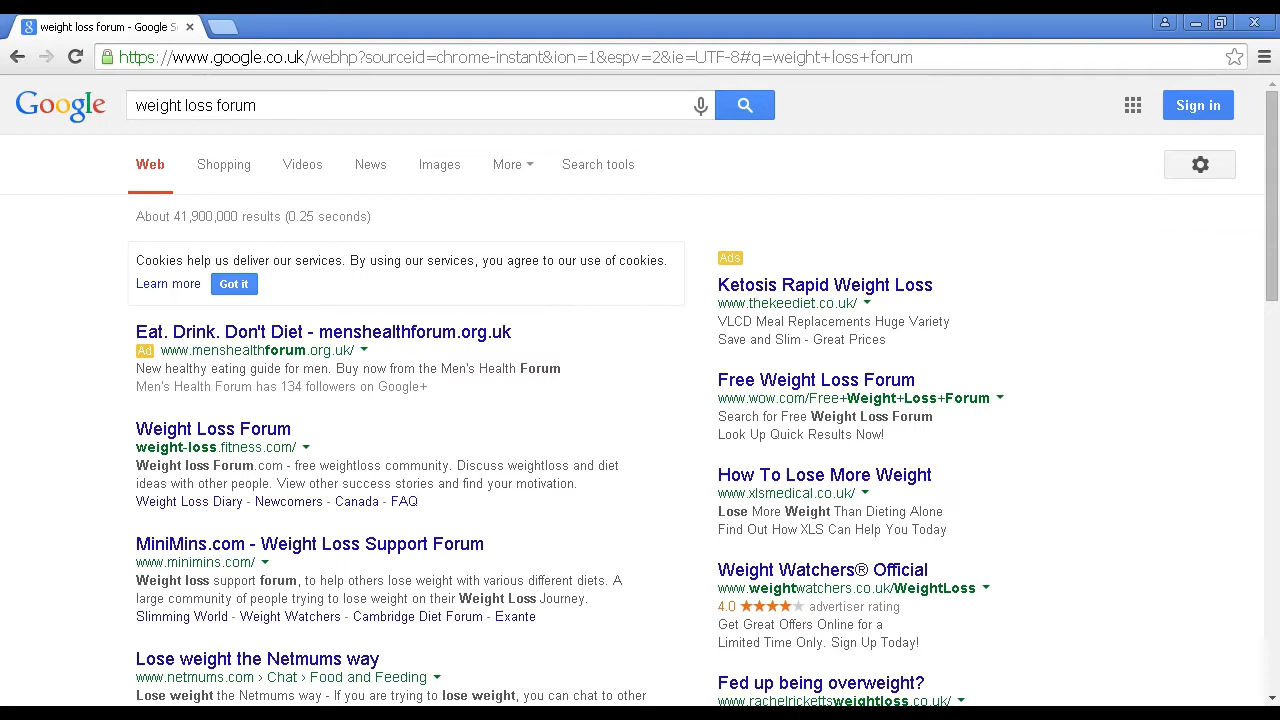 weight loss forum - Google S
https://www.google.co.uk/webhp?sourceid=chrome-instant&ion=1&espv=2&ie=UTF-8#q=weight+loss+forum
Google
weight loss forum
Sign in
Web Shopping Videos News Images More Search tools
About 41,900,000 results (0.25 seconds)
Cookies help us deliver our services. By using our services, you agree to our use of cookies.
Learn more Got it
Eat. Drink. Don't Diet - menshealthforum.org.uk
Ad www.menshealthforum.org.uk/
New healthy eating guide for men. Buy now from the Men's Health Forum
Men's Health Forum has 134 followers on Google+
Weight Loss Forum
weight-loss.fitness.com/
Weight loss Forum.com - free weightloss community. Discuss weightloss and diet
ideas with other people. View other success stories and find your motivation.
Weight Loss Diary - Newcomers - Canada - FAQ
MiniMins.com - Weight Loss Support Forum
www.minimins.com/
Weight loss support forum, to help others lose weight with various different diets. A
large community of people trying to lose weight on their Weight Loss Journey.
Slimming World - Weight Watchers - Cambridge Diet Forum - Exante
Lose weight the Netmums way
www.netmums.com › Chat › Food and Feeding
Lose weight the Netmums way - If you are trying to lose weight, you can chat to other
Ads
Ketosis Rapid Weight Loss
www.thekeediet.co.uk/
VLCD Meal Replacements Huge Variety
Save and Slim - Great Prices
Free Weight Loss Forum
www.wow.com/Free+Weight+Loss+Forum
Search for Free Weight Loss Forum
Look Up Quick Results Now!
How To Lose More Weight
www.xlsmedical.co.uk/
Lose More Weight Than Dieting Alone
Find Out How XLS Can Help You Today
Weight Watchers® Official
www.weightwatchers.co.uk/WeightLoss
4.0 ★★★★★ advertiser rating
Get Great Offers Online for a
Limited Time Only. Sign Up Today!
Fed up being overweight?
www.rachelrickettsweightloss.co.uk/